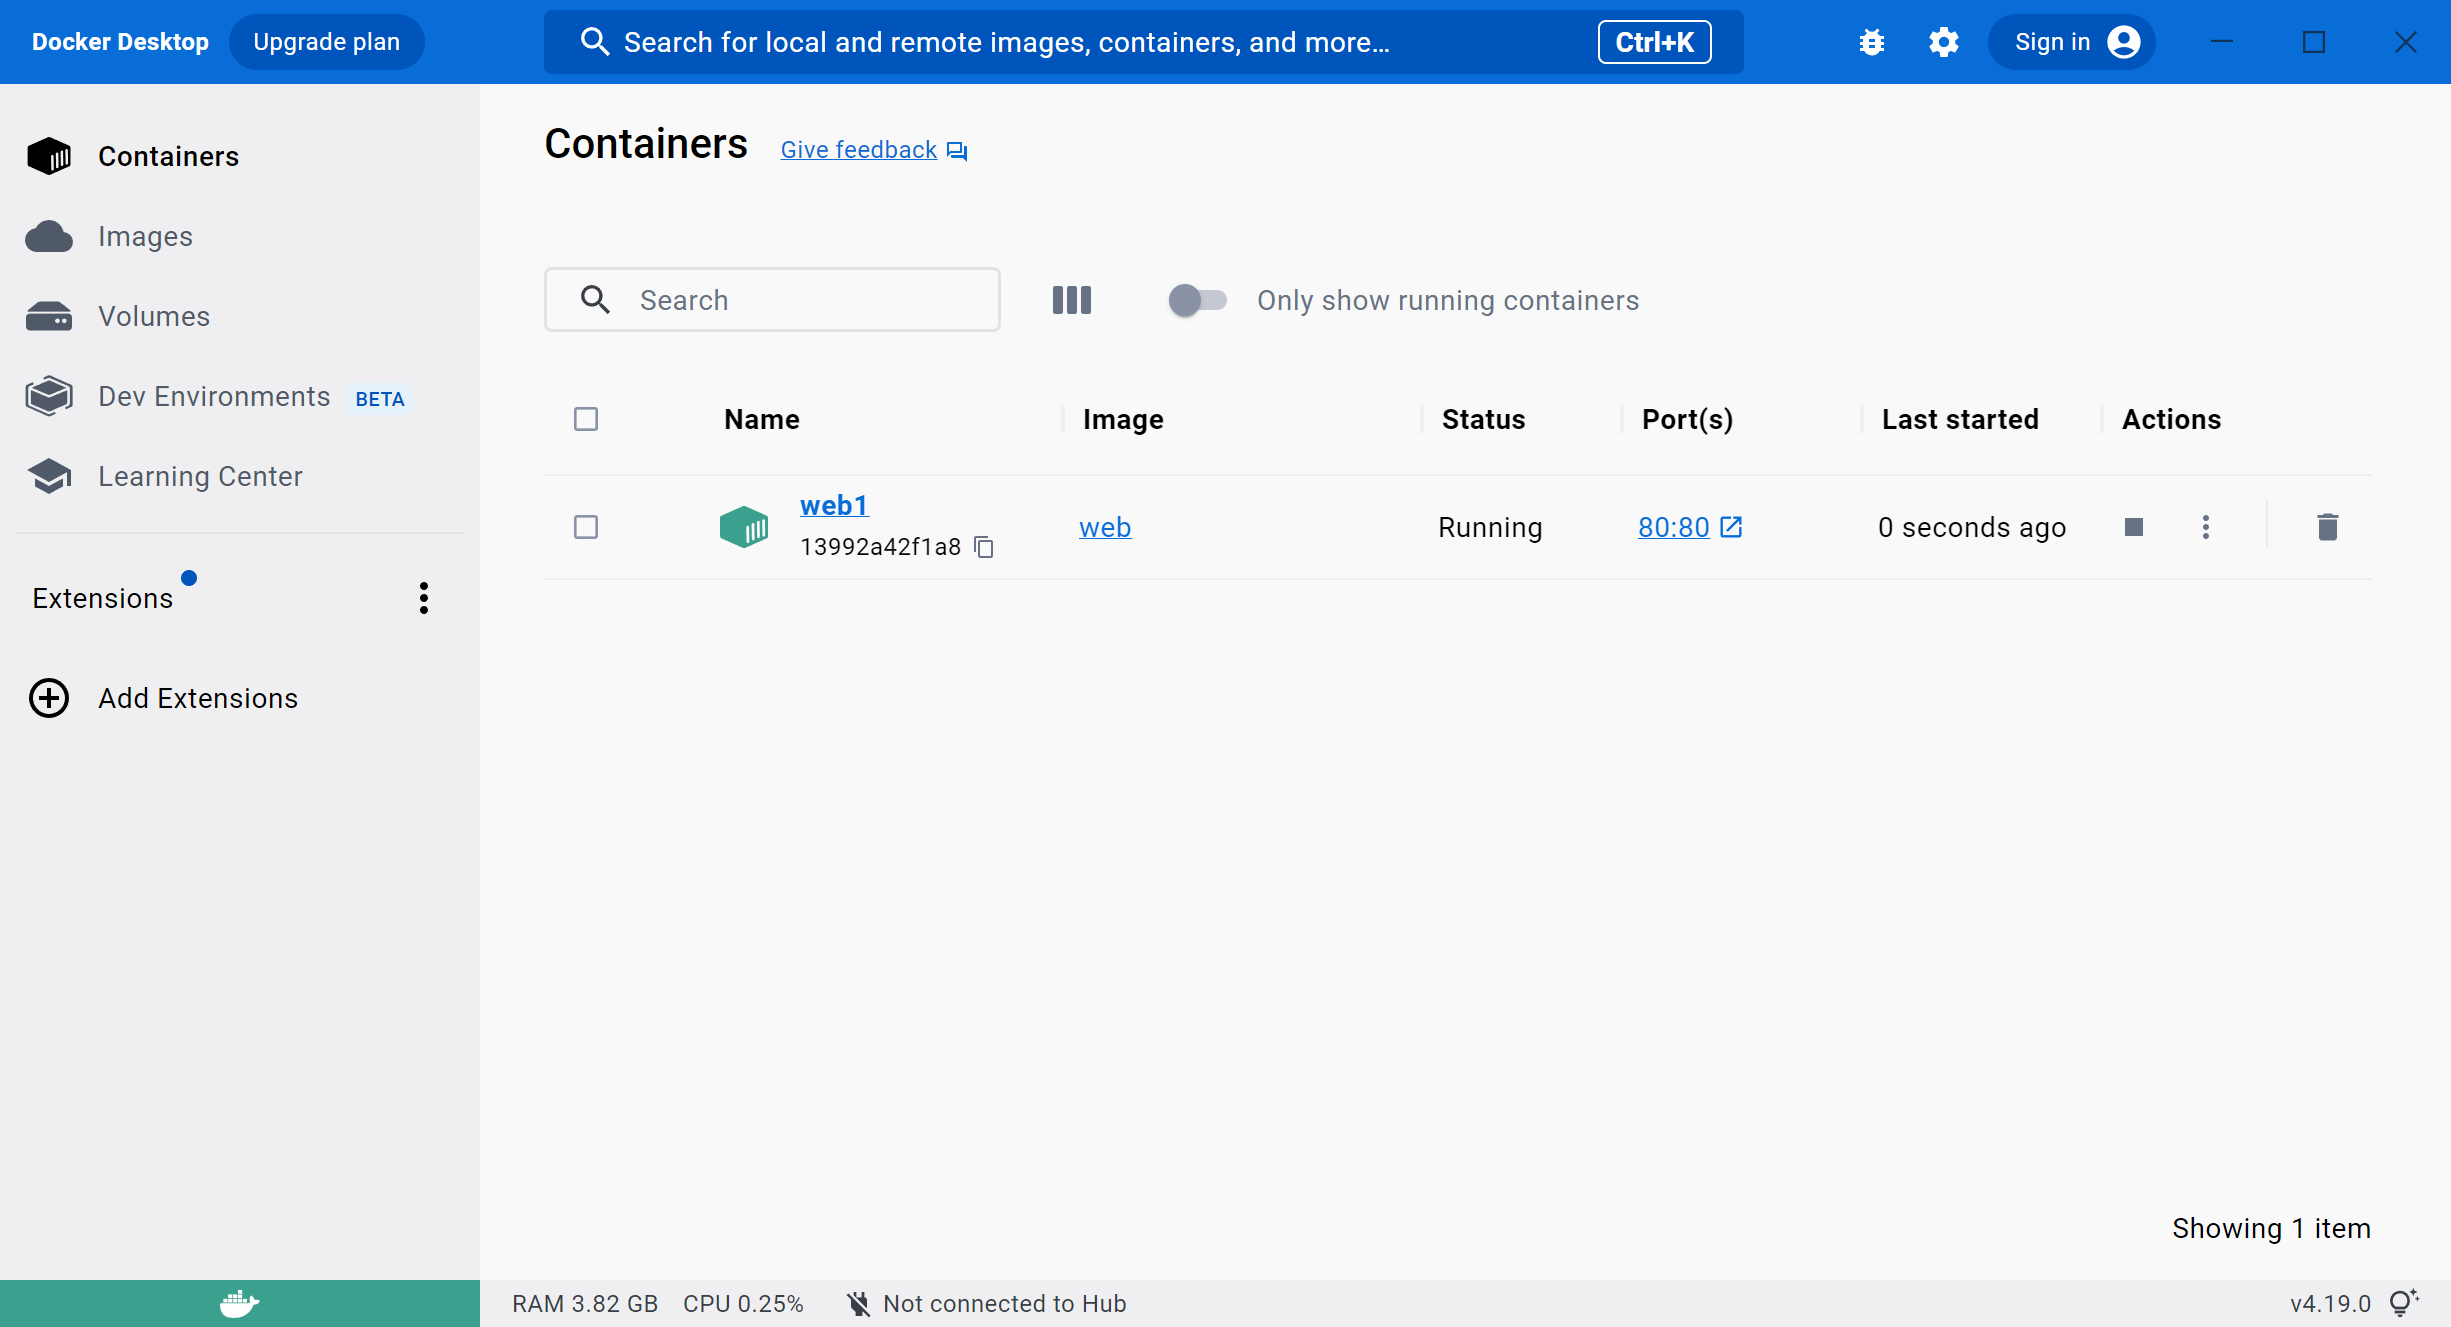 Docker Desktop
Upgrade plan
Search for local and remote images, containers, and more...
Ctrl+K
Sign in
Containers
Images
Volumes
Dev Environments BETA
Learning Center
Extensions
Add Extensions
Containers
Give feedback
Search
Only show running containers
Name Image Status Port(s) Last started Actions
web1
13992a42f1a8
web
Running
80:80
0 seconds ago
Showing 1 item
RAM 3.82 GB CPU 0.25% Not connected to Hub
v4.19.0